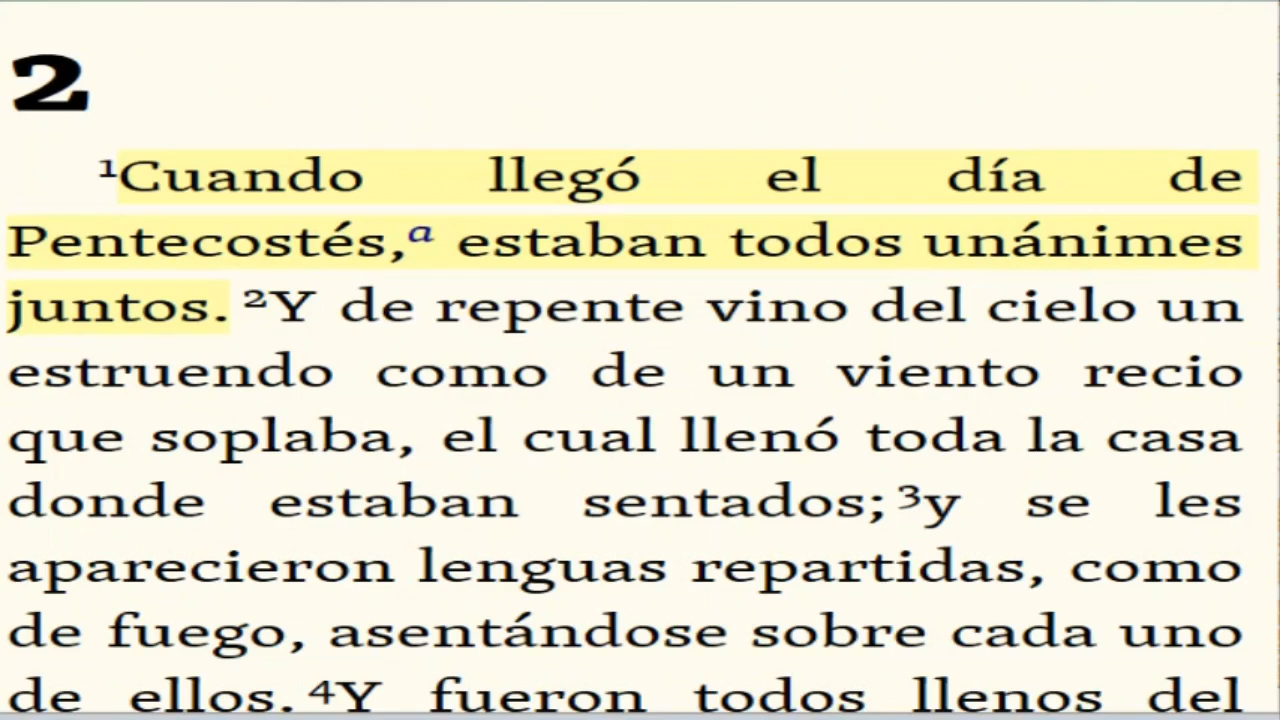 2
¹Cuando llegó el día de
Pentecostés,ᵃ estaban todos unánimes
juntos. ²Y de repente vino del cielo un
estruendo como de un viento recio
que soplaba, el cual llenó toda la casa
donde estaban sentados; ³y se les
aparecieron lenguas repartidas, como
de fuego, asentándose sobre cada uno
de ellos. ⁴Y fueron todos llenos del